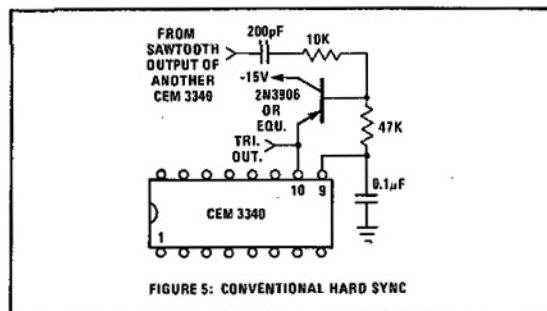 FROM
SAWTOOTH
OUTPUT OF
ANOTHER
CEM 3340
200pF
10K
-15V
2N3906
OR
EQU.
47K
TRI.
OUT.
10
9
0.1µF
CEM 3340
1
FIGURE 5: CONVENTIONAL HARD SYNC